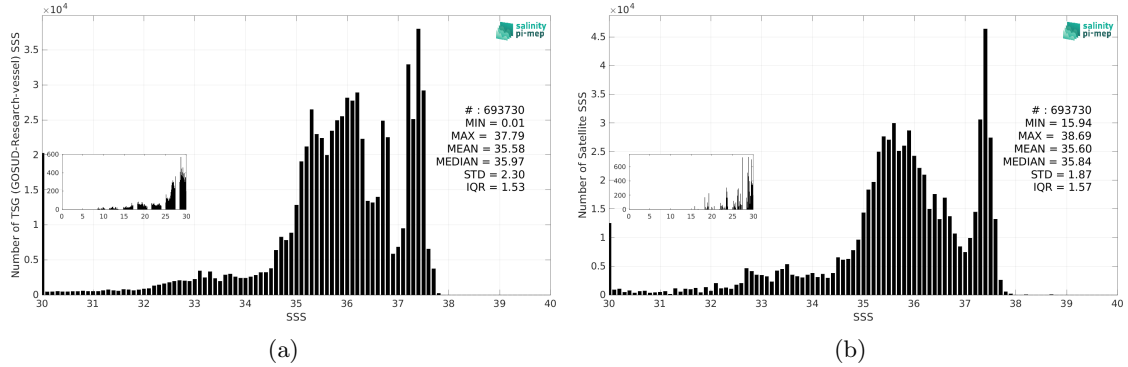 ×10⁴
salinity
pi-mep
Number of TSG (GOSUD-Research-vessel) SSS
3.5
3
2.5
2
1.5
1
0.5
0
# : 693730
MIN = 0.01
MAX = 37.79
MEAN = 35.58
MEDIAN = 35.97
STD = 2.30
IQR = 1.53
600
400
200
0
0 5 10 15 20 25 30
30 31 32 33 34 35 36 37 38 39 40
SSS
(a)
×10⁴
salinity
pi-mep
Number of Satellite SSS
4.5
4
3.5
3
2.5
2
1.5
1
0.5
0
# : 693730
MIN = 15.94
MAX = 38.69
MEAN = 35.60
MEDIAN = 35.84
STD = 1.87
IQR = 1.57
600
400
200
0
0 5 10 15 20 25 30
30 31 32 33 34 35 36 37 38 39 40
SSS
(b)